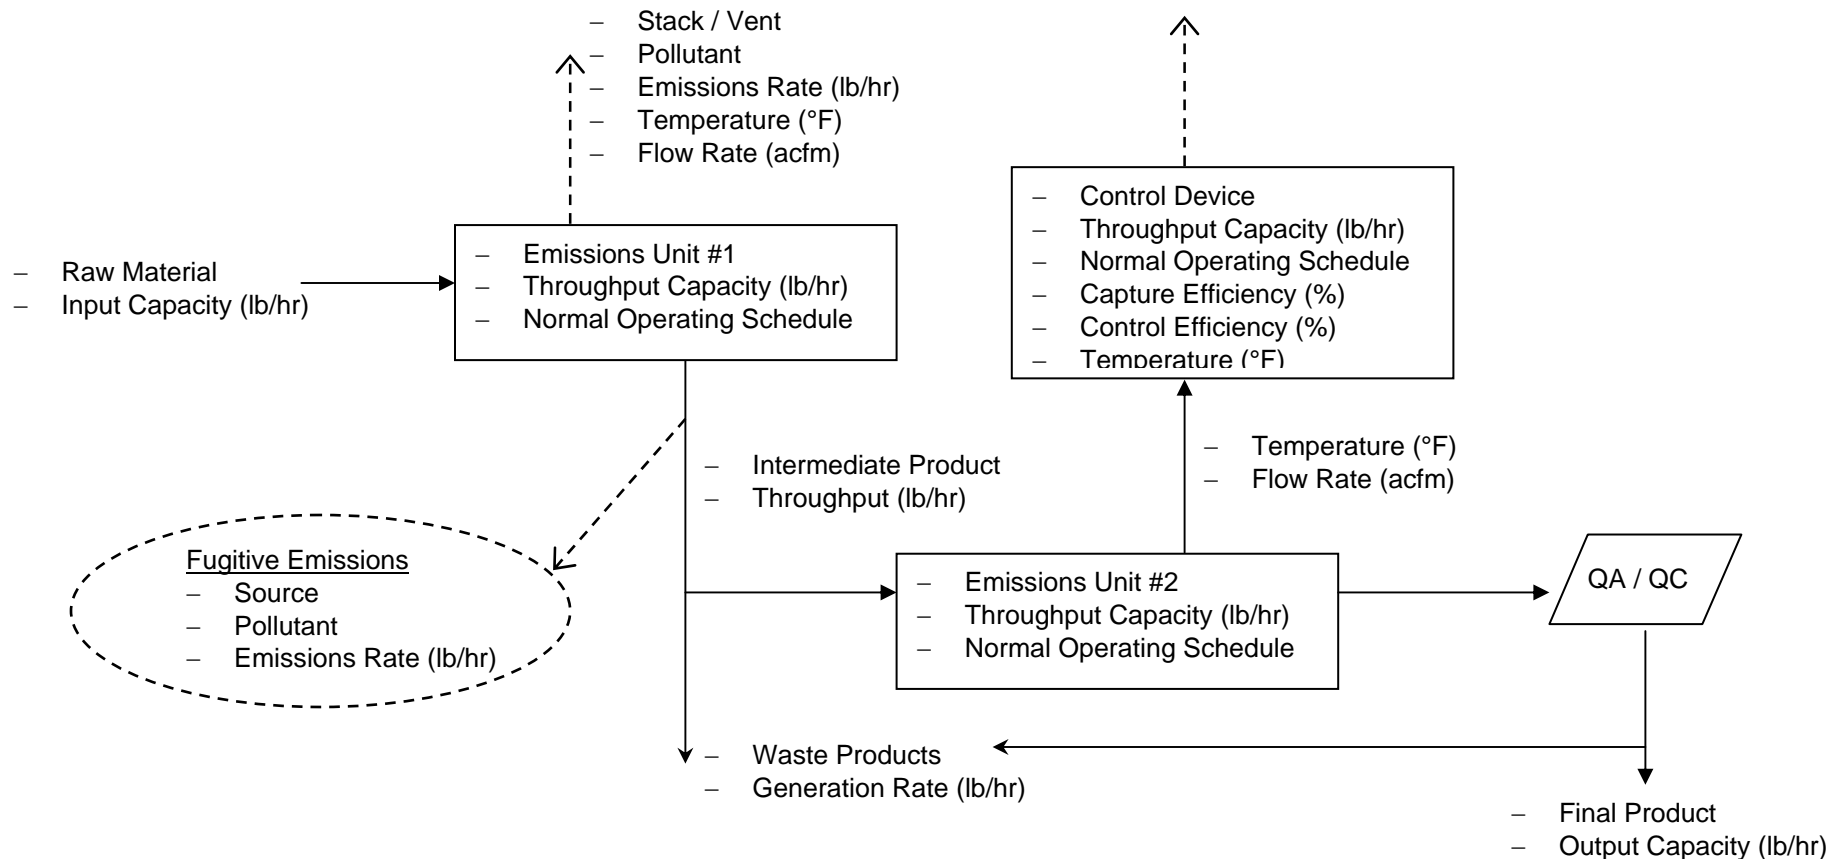 – Stack / Vent
– Pollutant
– Emissions Rate (lb/hr)
– Temperature (°F)
– Flow Rate (acfm)
– Raw Material
– Input Capacity (lb/hr)
– Emissions Unit #1
– Throughput Capacity (lb/hr)
– Normal Operating Schedule
– Control Device
– Throughput Capacity (lb/hr)
– Normal Operating Schedule
– Capture Efficiency (%)
– Control Efficiency (%)
– Temperature (°F)
– Intermediate Product
– Throughput (lb/hr)
– Temperature (°F)
– Flow Rate (acfm)
Fugitive Emissions
– Source
– Pollutant
– Emissions Rate (lb/hr)
– Emissions Unit #2
– Throughput Capacity (lb/hr)
– Normal Operating Schedule
QA / QC
– Waste Products
– Generation Rate (lb/hr)
– Final Product
– Output Capacity (lb/hr)